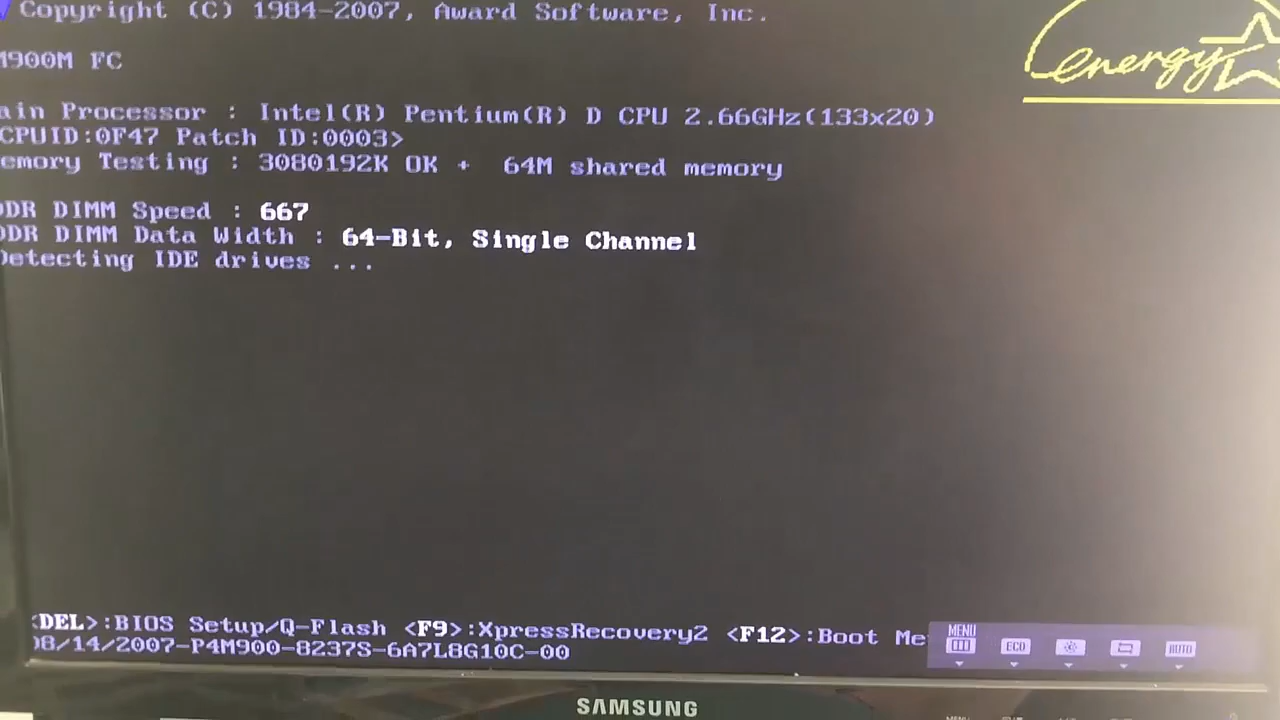 Copyright (C) 1984-2007, Award Software, Inc.
energy
M900M FC
ain Processor : Intel(R) Pentium(R) D CPU 2.66GHz(133x20)
CPUID:0F47 Patch ID:0003>
emory Testing : 3080192K OK + 64M shared memory
DDR DIMM Speed : 667
DDR DIMM Data Width : 64-Bit, Single Channel
Detecting IDE drives ...
<DEL>:BIOS Setup/Q-Flash <F9>:XpressRecovery2 <F12>:Boot Me
08/14/2007-P4M900-8237S-6A7L8G10C-00
MENU
ECO
AUTO
SAMSUNG